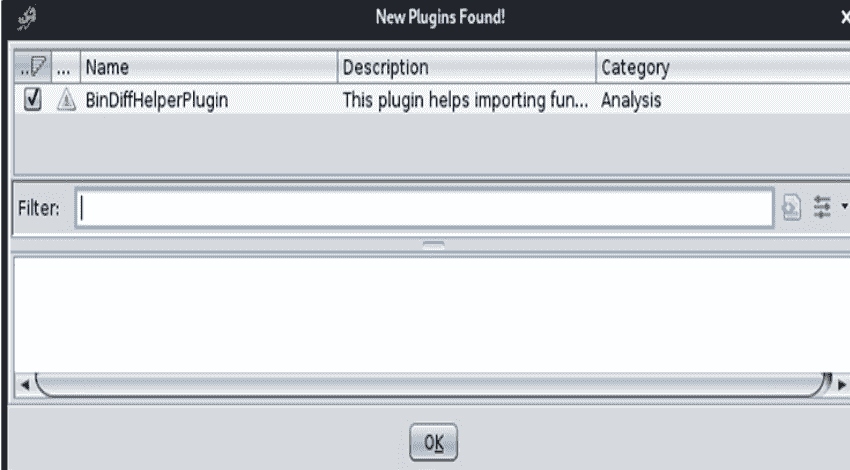 New Plugins Found!
.. ... Name Description Category
BinDiffHelperPlugin This plugin helps importing fun... Analysis
Filter:
OK